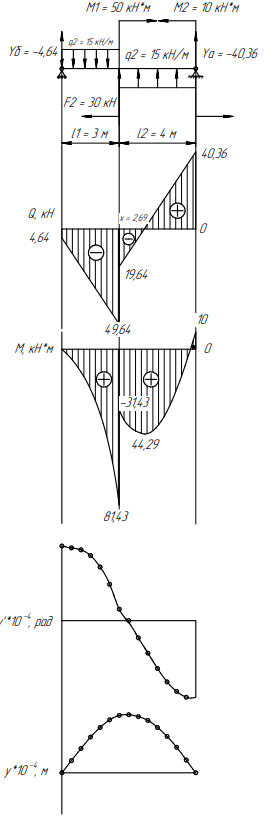 M1 = 50 кН*м M2 = 10 кН*м
Yб = -4,64 q2 = 15 кН/м q2 = 15 кН/м Yа = -40,36
F2 = 30 кН
l1 = 3 м l2 = 4 м
40,36
Q, кН x = 2,69 0
4,64
19,64
49,64
10
M, кН*м 0
-31,43
44,29
81,43
y'*10⁻⁴, рад
y*10⁻⁴, м